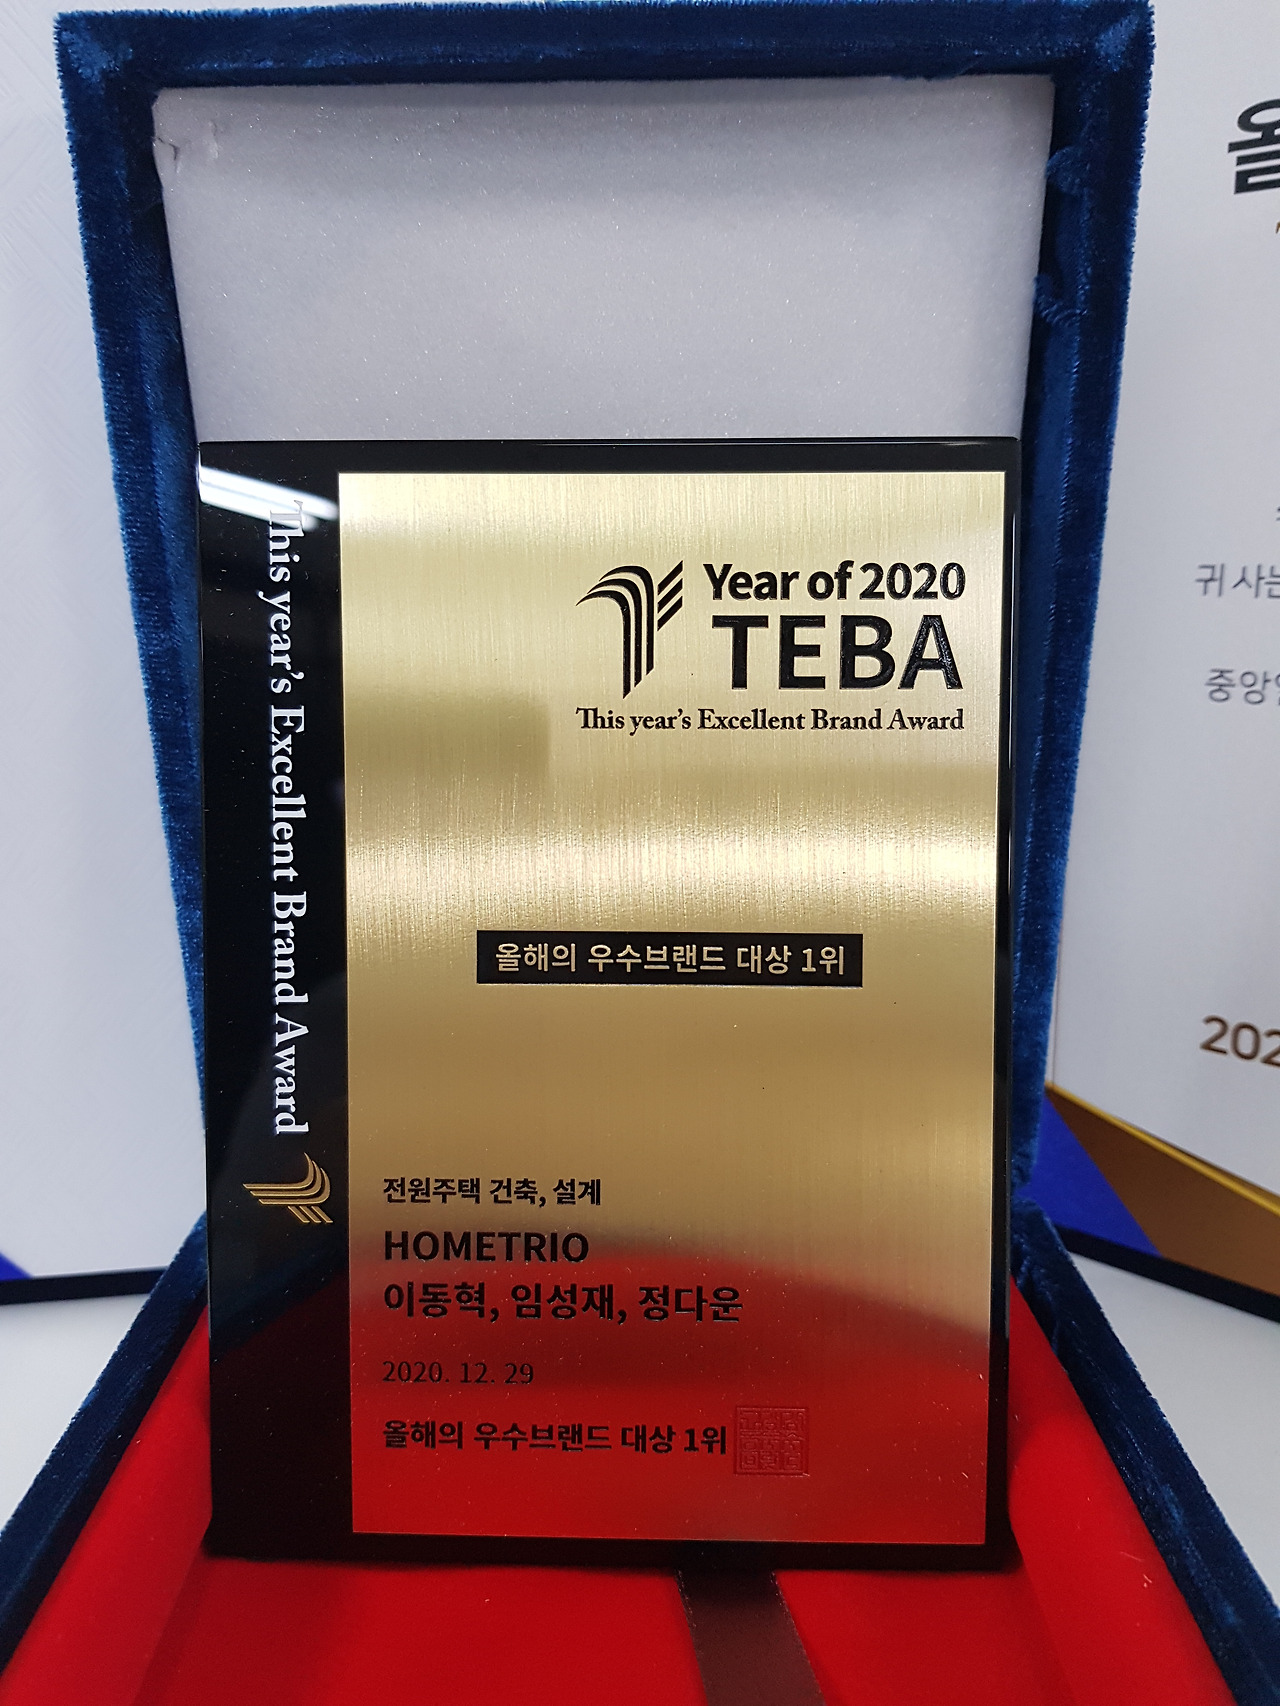 This year's Excellent Brand Award
Year of 2020
TEBA
This year's Excellent Brand Award
올해의 우수브랜드 대상 1위
전원주택 건축, 설계
HOMETRIO
이동혁, 임성재, 정다운
2020. 12. 29
올해의 우수브랜드 대상 1위
올
귀 사는
중앙
202